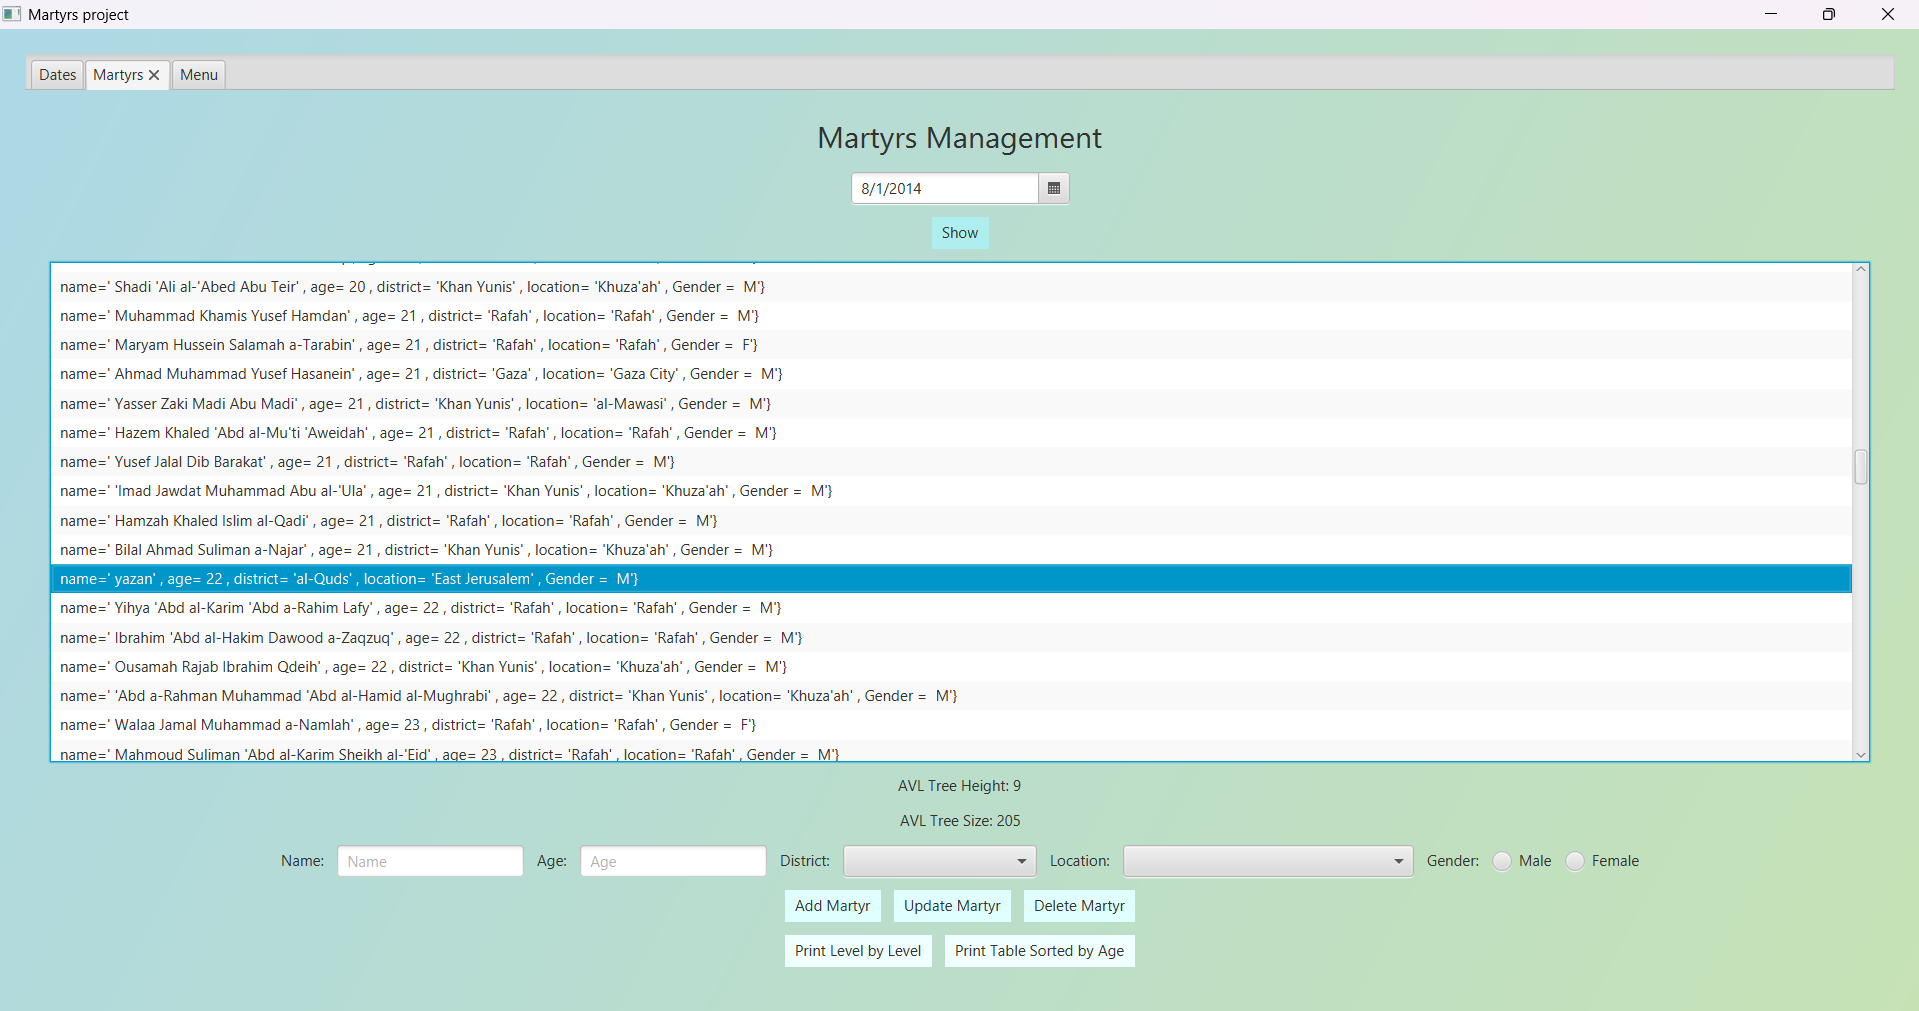 Martyrs project
Dates Martyrs Menu
Martyrs Management
8/1/2014
Show
name=' Shadi 'Ali al-'Abed Abu Teir' , age= 20 , district= 'Khan Yunis' , location= 'Khuza'ah' , Gender = M'}
name=' Muhammad Khamis Yusef Hamdan' , age= 21 , district= 'Rafah' , location= 'Rafah' , Gender = M'}
name=' Maryam Hussein Salamah a-Tarabin' , age= 21 , district= 'Rafah' , location= 'Rafah' , Gender = F'}
name=' Ahmad Muhammad Yusef Hasanein' , age= 21 , district= 'Gaza' , location= 'Gaza City' , Gender = M'}
name=' Yasser Zaki Madi Abu Madi' , age= 21 , district= 'Khan Yunis' , location= 'al-Mawasi' , Gender = M'}
name=' Hazem Khaled 'Abd al-Mu'ti 'Aweidah' , age= 21 , district= 'Rafah' , location= 'Rafah' , Gender = M'}
name=' Yusef Jalal Dib Barakat' , age= 21 , district= 'Rafah' , location= 'Rafah' , Gender = M'}
name=' 'Imad Jawdat Muhammad Abu al-'Ula' , age= 21 , district= 'Khan Yunis' , location= 'Khuza'ah' , Gender = M'}
name=' Hamzah Khaled Islim al-Qadi' , age= 21 , district= 'Rafah' , location= 'Rafah' , Gender = M'}
name=' Bilal Ahmad Suliman a-Najar' , age= 21 , district= 'Khan Yunis' , location= 'Khuza'ah' , Gender = M'}
name=' yazan' , age= 22 , district= 'al-Quds' , location= 'East Jerusalem' , Gender = M'}
name=' Yihya 'Abd al-Karim 'Abd a-Rahim Lafy' , age= 22 , district= 'Rafah' , location= 'Rafah' , Gender = M'}
name=' Ibrahim 'Abd al-Hakim Dawood a-Zaqzuq' , age= 22 , district= 'Rafah' , location= 'Rafah' , Gender = M'}
name=' Ousamah Rajab Ibrahim Qdeih' , age= 22 , district= 'Khan Yunis' , location= 'Khuza'ah' , Gender = M'}
name=' 'Abd a-Rahman Muhammad 'Abd al-Hamid al-Mughrabi' , age= 22 , district= 'Khan Yunis' , location= 'Khuza'ah' , Gender = M'}
name=' Walaa Jamal Muhammad a-Namlah' , age= 23 , district= 'Rafah' , location= 'Rafah' , Gender = F'}
name=' Mahmoud Suliman 'Abd al-Karim Sheikh al-'Eid' , age= 23 , district= 'Rafah' , location= 'Rafah' , Gender = M'}
AVL Tree Height: 9
AVL Tree Size: 205
Name: Name Age: Age District: Location: Gender: Male Female
Add Martyr Update Martyr Delete Martyr
Print Level by Level Print Table Sorted by Age